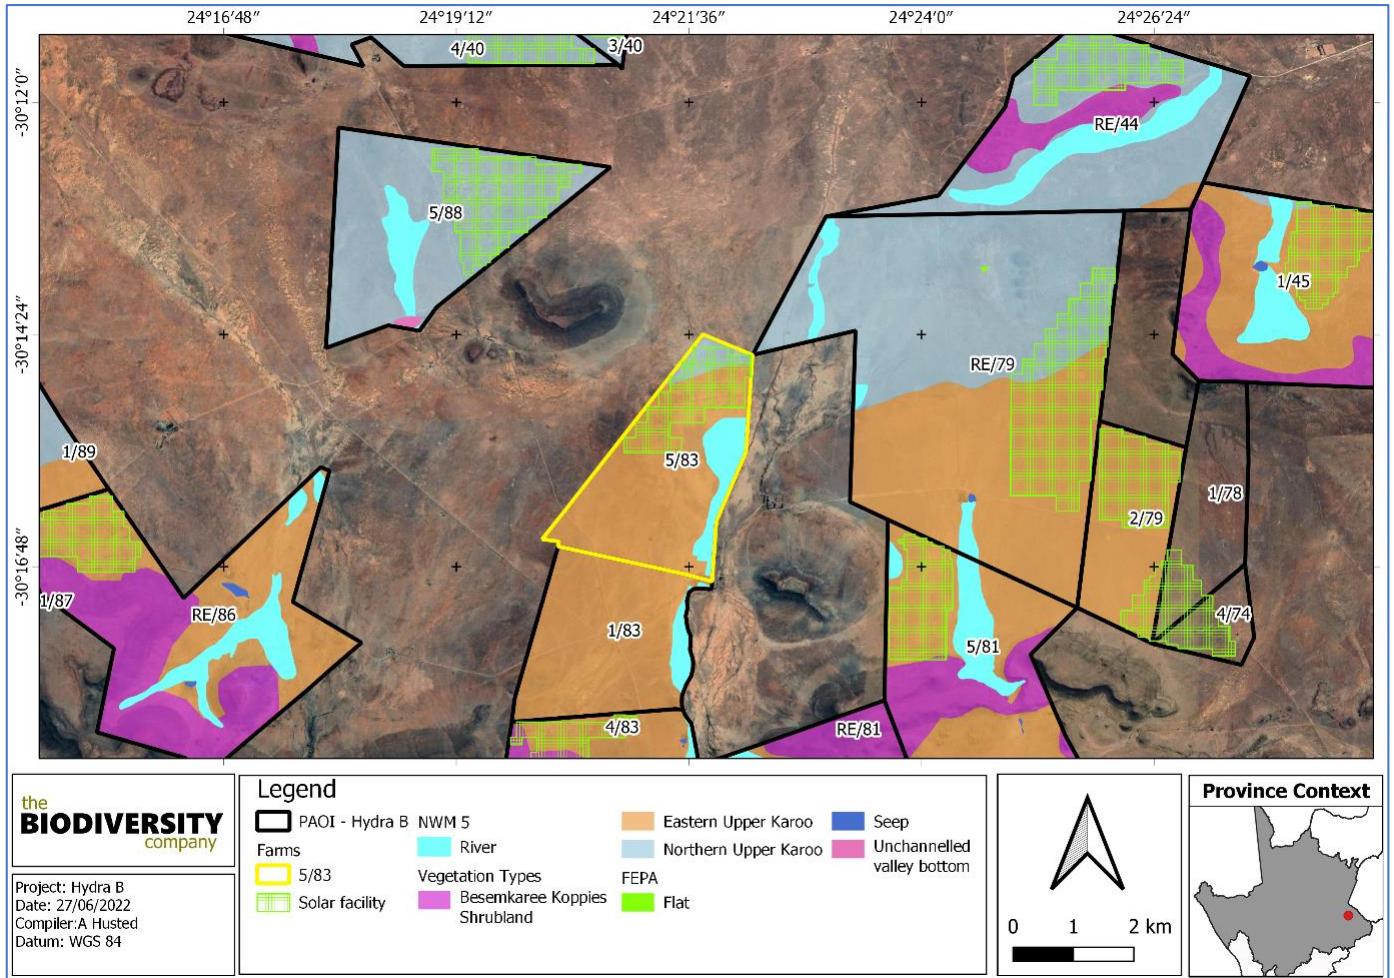 24°16'48" 24°19'12" 24°21'36" 24°24'0" 24°26'24"
-30°12'0"
-30°14'24"
-30°16'48"
4/40
3/40
RE/44
5/88
1/45
RE/79
1/89
5/83
1/78
2/79
1/87
RE/86
4/74
1/83
5/81
4/83
RE/81
the
BIODIVERSITY
company
Project: Hydra B
Date: 27/06/2022
Compiler:A Husted
Datum: WGS 84
Legend
PAOI - Hydra B
Farms
5/83
Solar facility
NWM 5
River
Vegetation Types
Besemkaree Koppies
Shrubland
Eastern Upper Karoo
Northern Upper Karoo
FEPA
Flat
Seep
Unchannelled
valley bottom
0 1 2 km
Province Context